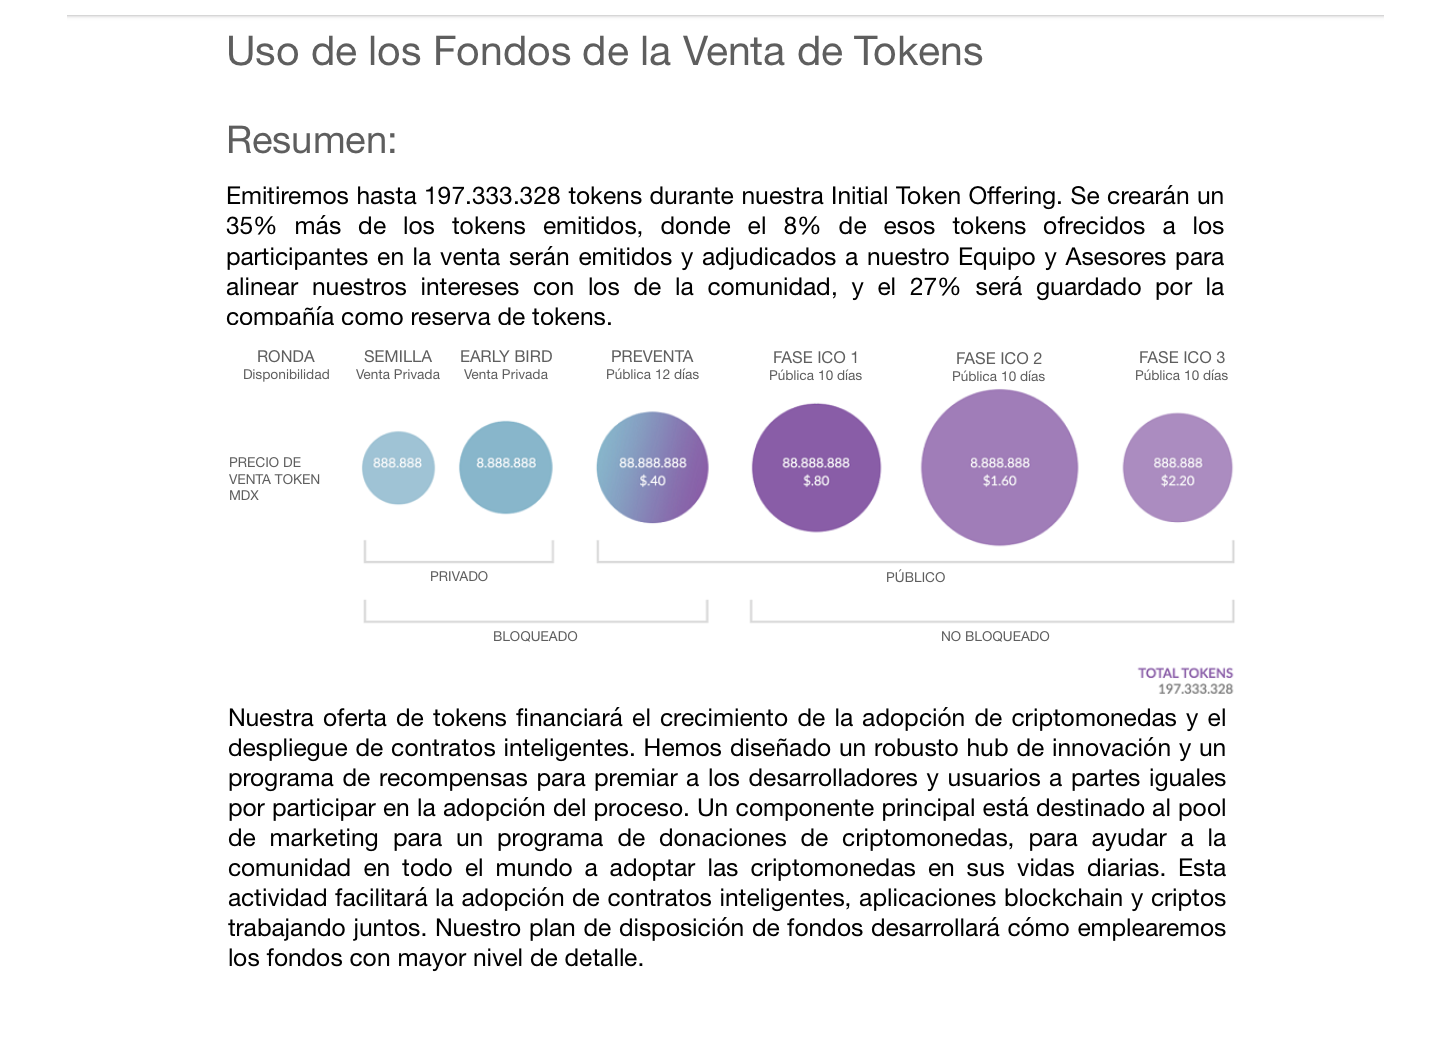 Uso de los Fondos de la Venta de Tokens
Resumen:
Emitiremos hasta 197.333.328 tokens durante nuestra Initial Token Offering. Se crearán un
35% más de los tokens emitidos, donde el 8% de esos tokens ofrecidos a los
participantes en la venta serán emitidos y adjudicados a nuestro Equipo y Asesores para
alinear nuestros intereses con los de la comunidad, y el 27% será guardado por la
compañía como reserva de tokens.
RONDA SEMILLA EARLY BIRD PREVENTA FASE ICO 1 FASE ICO 2 FASE ICO 3
Disponibilidad Venta Privada Venta Privada Pública 12 días Pública 10 días Pública 10 días Pública 10 días
PRECIO DE
VENTA TOKEN
MDX
888.888 8.888.888 88.888.888 88.888.888 8.888.888 888.888
$.40 $.80 $1.60 $2.20
PRIVADO PÚBLICO
BLOQUEADO NO BLOQUEADO
TOTAL TOKENS
197.333.328
Nuestra oferta de tokens financiará el crecimiento de la adopción de criptomonedas y el
despliegue de contratos inteligentes. Hemos diseñado un robusto hub de innovación y un
programa de recompensas para premiar a los desarrolladores y usuarios a partes iguales
por participar en la adopción del proceso. Un componente principal está destinado al pool
de marketing para un programa de donaciones de criptomonedas, para ayudar a la
comunidad en todo el mundo a adoptar las criptomonedas en sus vidas diarias. Esta
actividad facilitará la adopción de contratos inteligentes, aplicaciones blockchain y criptos
trabajando juntos. Nuestro plan de disposición de fondos desarrollará cómo emplearemos
los fondos con mayor nivel de detalle.